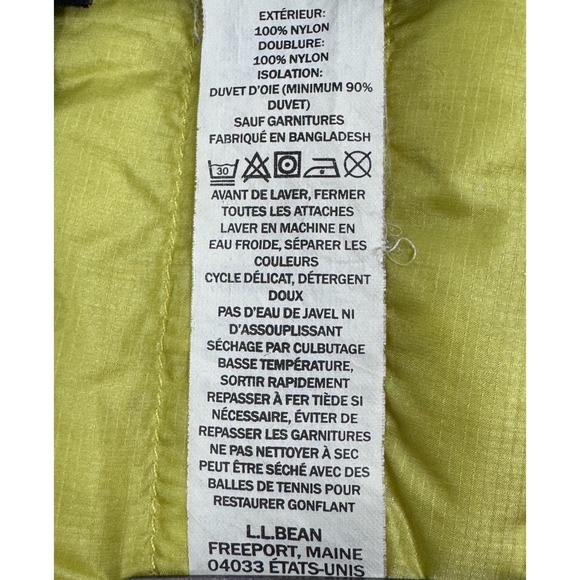 EXTÉRIEUR:
100% NYLON
DOUBLURE:
100% NYLON
ISOLATION:
DUVET D'OIE (MINIMUM 90%
DUVET)
SAUF GARNITURES
FABRIQUÉ EN BANGLADESH
30
AVANT DE LAVER, FERMER
TOUTES LES ATTACHES
LAVER EN MACHINE EN
EAU FROIDE, SÉPARER LES
COULEURS
CYCLE DÉLICAT, DÉTERGENT
DOUX
PAS D'EAU DE JAVEL NI
D'ASSOUPLISSANT
SÉCHAGE PAR CULBUTAGE
BASSE TEMPÉRATURE,
SORTIR RAPIDEMENT
REPASSER À FER TIÈDE SI
NÉCESSAIRE, ÉVITER DE
REPASSER LES GARNITURES
NE PAS NETTOYER À SEC
PEUT ÊTRE SÉCHÉ AVEC DES
BALLES DE TENNIS POUR
RESTAURER GONFLANT
L.L.BEAN
FREEPORT, MAINE
04033 ÉTATS-UNIS